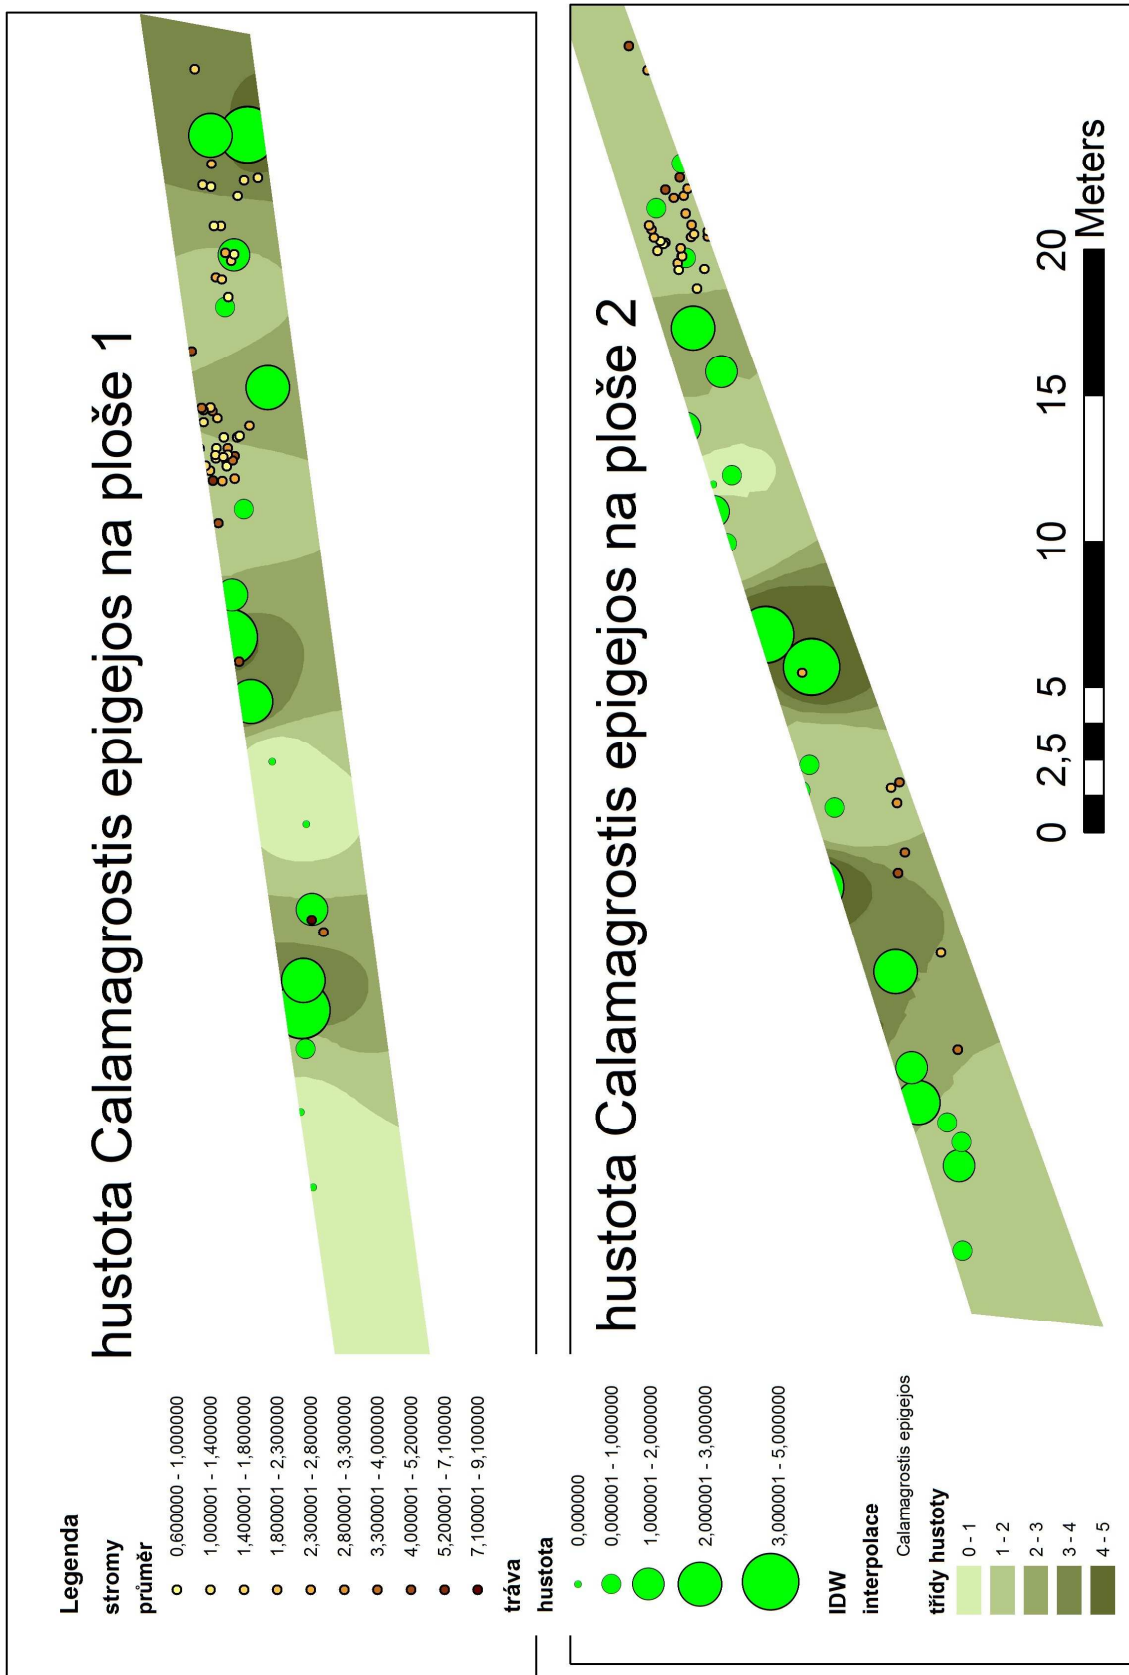 hustota Calamagrostis epigejos na ploše 1
hustota Calamagrostis epigejos na ploše 2
Legenda
stromy
průměr
0,600000 - 1,000000
1,000001 - 1,400000
1,400001 - 1,800000
1,800001 - 2,300000
2,300001 - 2,800000
2,800001 - 3,300000
3,300001 - 4,000000
4,000001 - 5,200000
5,200001 - 7,100000
7,100001 - 9,100000
tráva
hustota
0,000000
0,000001 - 1,000000
1,000001 - 2,000000
2,000001 - 3,000000
3,000001 - 5,000000
IDW
interpolace
Calamagrostis epigejos
třídy hustoty
0 - 1
1 - 2
2 - 3
3 - 4
4 - 5
0 2,5 5 10 15 20
Meters